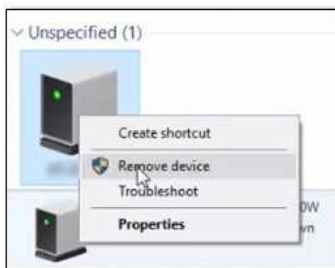 Unspecified (1)
Create shortcut
Remove device
Troubleshoot
Properties